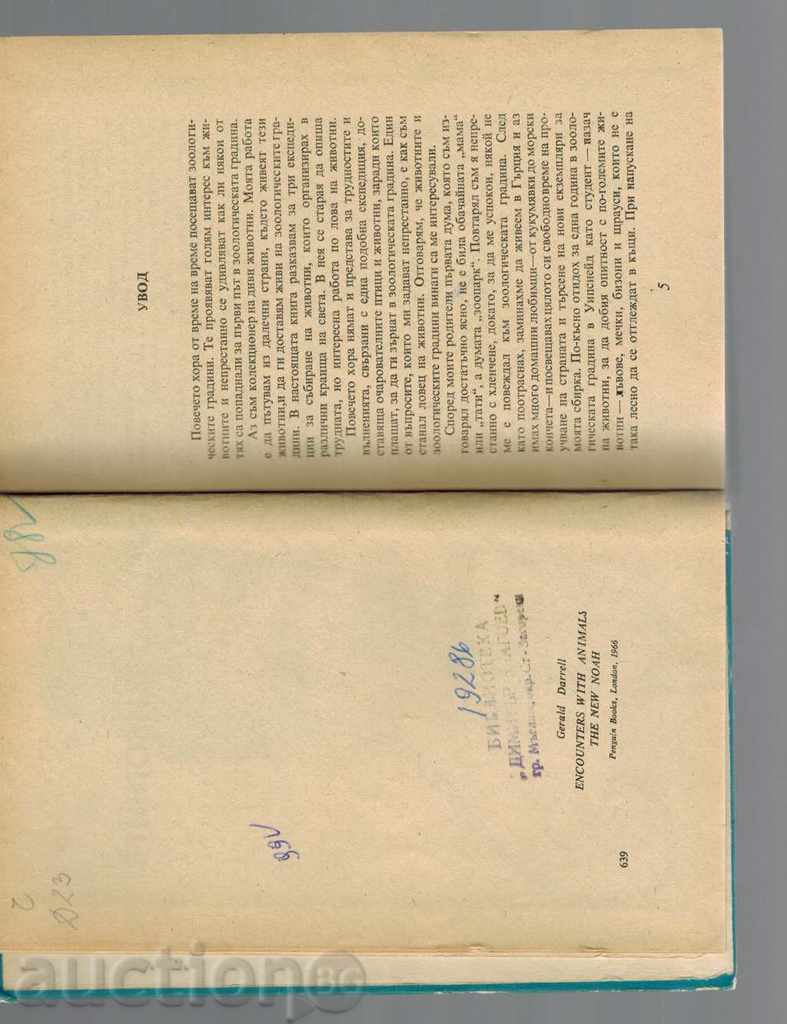 ч
D23
981
99V
19286
БИБЛИОТЕКА
гр.
Gerald Darrell
ENCOUNTERS WITH ANIMALS
THE NEW NOAH
Penguin Books, London, 1966
639
УВОД
Повечето хора от време на време посещават зоологи-
ческите градини. Те проявяват голям интерес към жи-
вотните и непрестанно се удивляват как ли някои от
тях са попаднали за първи път в зоологическата градина.
Аз съм колекционер на диви животни. Моята работа
е да пътувам из далечни страни, където живеят тези
животни, и да ги доставям живи на зоологическите гра-
дини. В настоящата книга разказвам за три експеди-
ции за събиране на животни, които организирах в
различни краища на света. В нея се старая да опиша
трудната, но интересна работа по лова на животни.
Повечето хора нямат и представа за трудностите и
вълненията, свързани с една подобна експедиция, до-
ставяща очарователните птици и животни, заради които
плащат, за да ги зърнат в зоологическата градина. Един
от въпросите, които ми задават непрестанно, е как съм
станал ловец на животни. Отговарям, че животните и
зоологическите градини винаги са ме интересували.
Според моите родители първата дума, която съм из-
говарял достатъчно ясно, не е била обичайната „мама“
или „тати“, а думата „зоопарк“. Повтарял съм я непре-
станно с хленчене, докато, за да ме успокои, някой не
ме е повеждал към зоологическата градина. След
като поотраснах, заминахме да живеем в Гърция и аз
имах много домашни любимци — от кукумявки до морски
кончета — и посвещавах цялото си свободно време на про-
учване на страната и търсене на нови екземпляри за
моята сбирка. По-късно отидох за една година в зооло-
гическата градина в Уипснейд като студент — пазач
на животни, за да добия опитност с по-големите жи-
вотни — лъвове, мечки, бизони и щрауси, които не е
така лесно да се отглеждат в къщи. При напускане на
5
auctionBG